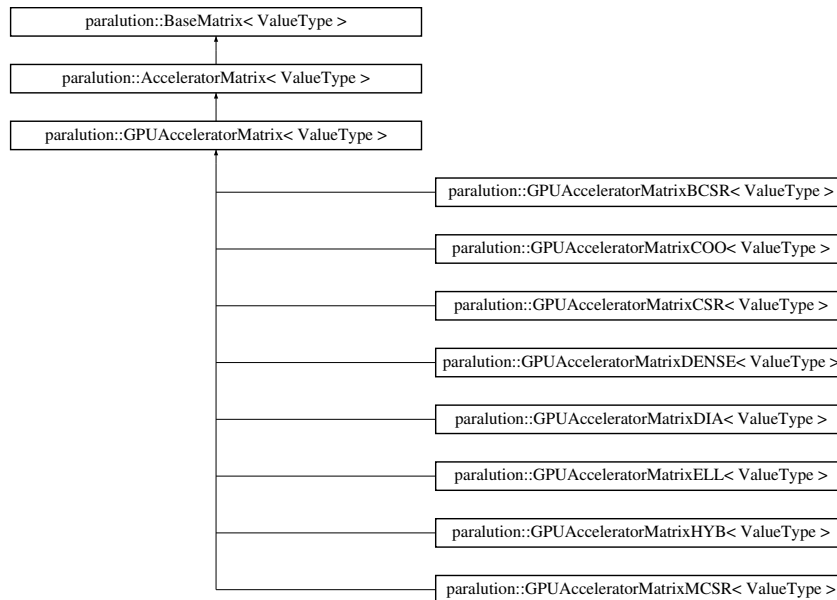 paralution::BaseMatrix< ValueType >
paralution::AcceleratorMatrix< ValueType >
paralution::GPUAcceleratorMatrix< ValueType >
paralution::GPUAcceleratorMatrixBCSR< ValueType >
paralution::GPUAcceleratorMatrixCOO< ValueType >
paralution::GPUAcceleratorMatrixCSR< ValueType >
paralution::GPUAcceleratorMatrixDENSE< ValueType >
paralution::GPUAcceleratorMatrixDIA< ValueType >
paralution::GPUAcceleratorMatrixELL< ValueType >
paralution::GPUAcceleratorMatrixHYB< ValueType >
paralution::GPUAcceleratorMatrixMCSR< ValueType >